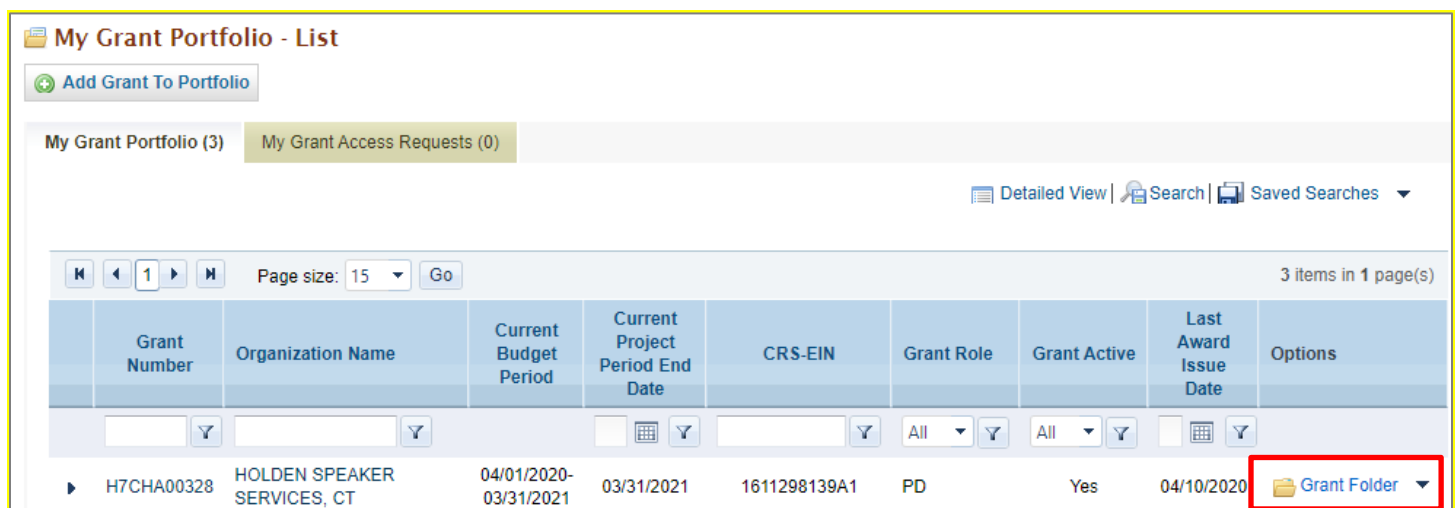 My Grant Portfolio - List
Add Grant To Portfolio
My Grant Portfolio (3) My Grant Access Requests (0)
Detailed View | Search | Saved Searches
1 Page size: 15 Go 3 items in 1 page(s)
Grant Number Organization Name Current Budget Period Current Project Period End Date CRS-EIN Grant Role Grant Active Last Award Issue Date Options
All All
H7CHA00328 HOLDEN SPEAKER SERVICES, CT 04/01/2020-03/31/2021 03/31/2021 1611298139A1 PD Yes 04/10/2020 Grant Folder